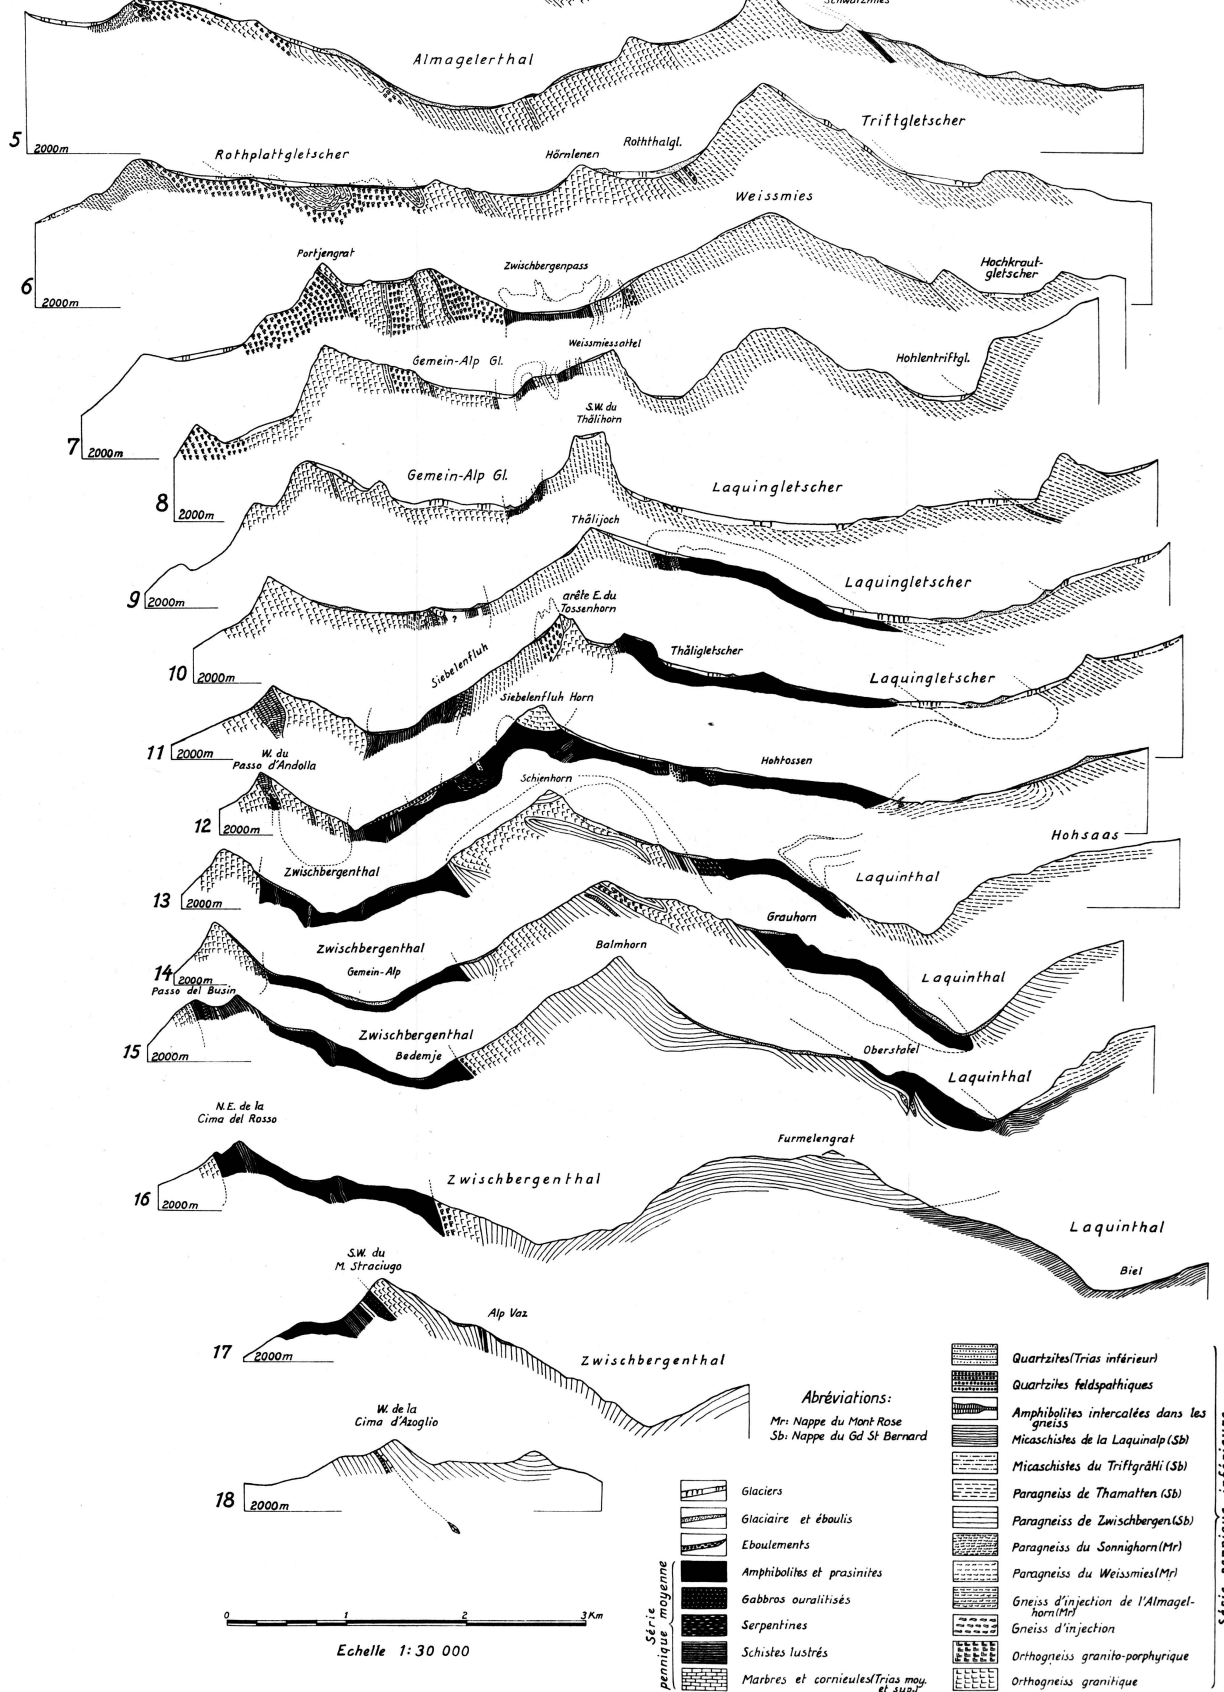 Schwarzmies
Almagelerthal
5
2000m
Triftgletscher
Rothplattgletscher
Hörnlenen
Roththalgl.
Weissmies
Portjengrat
Zwischbergenpass
Hochkraut-
gletscher
6
2000m
Gemein-Alp Gl.
Weissmiessattel
Hohlentriftgl.
7
2000m
S.W. du
Thälihorn
Gemein-Alp Gl.
Laquingletscher
8
2000m
Thälijoch
Laquingletscher
9
2000m
?
arête E. du
Tossenhorn
Siebelenfluh
Thäligletscher
Laquingletscher
10
2000m
Siebelenfluh Horn
11
2000m
W. du
Passo d'Andolla
Hohtossen
Schienhorn
12
2000m
Hohsaas
Zwischbergenthal
Laquinthal
13
2000m
Grauhorn
Zwischbergenthal
Gemein-Alp
Balmhorn
Laquinthal
14
2000m
Passo del Busin
Zwischbergenthal
Bedemje
Oberstafel
Laquinthal
15
2000m
N.E. de la
Cima del Rosso
Furmelengrat
Zwischbergenthal
16
2000m
Laquinthal
Biel
S.W. du
M. Straciugo
Alp Vaz
17
2000m
Zwischbergenthal
W. de la
Cima d'Azoglio
18
2000m
Abréviations:
Mr: Nappe du Mont Rose
Sb: Nappe du Gd St Bernard
Glaciers
Glaciaire et éboulis
Eboulements
Amphibolites et prasinites
Gabbros ouralitisés
Serpentines
Schistes lustrés
Marbres et cornieules (Trias moy.
et sup.)
Série
pennique moyenne
Quartzites (Trias inférieur)
Quartzites feldspathiques
Amphibolites intercalées dans les
gneiss
Micaschistes de la Laquinalp (Sb)
Micaschistes du Triftgrätli (Sb)
Paragneiss de Thamatten (Sb)
Paragneiss de Zwischbergen (Sb)
Paragneiss du Sonnighorn (Mr)
Paragneiss du Weissmies (Mr)
Gneiss d'injection de l'Almagel-
horn (Mr)
Gneiss d'injection
Orthogneiss granito-porphyrique
Orthogneiss granitique
Série pennique inférieure
0 1 2 3 Km
Echelle 1:30 000